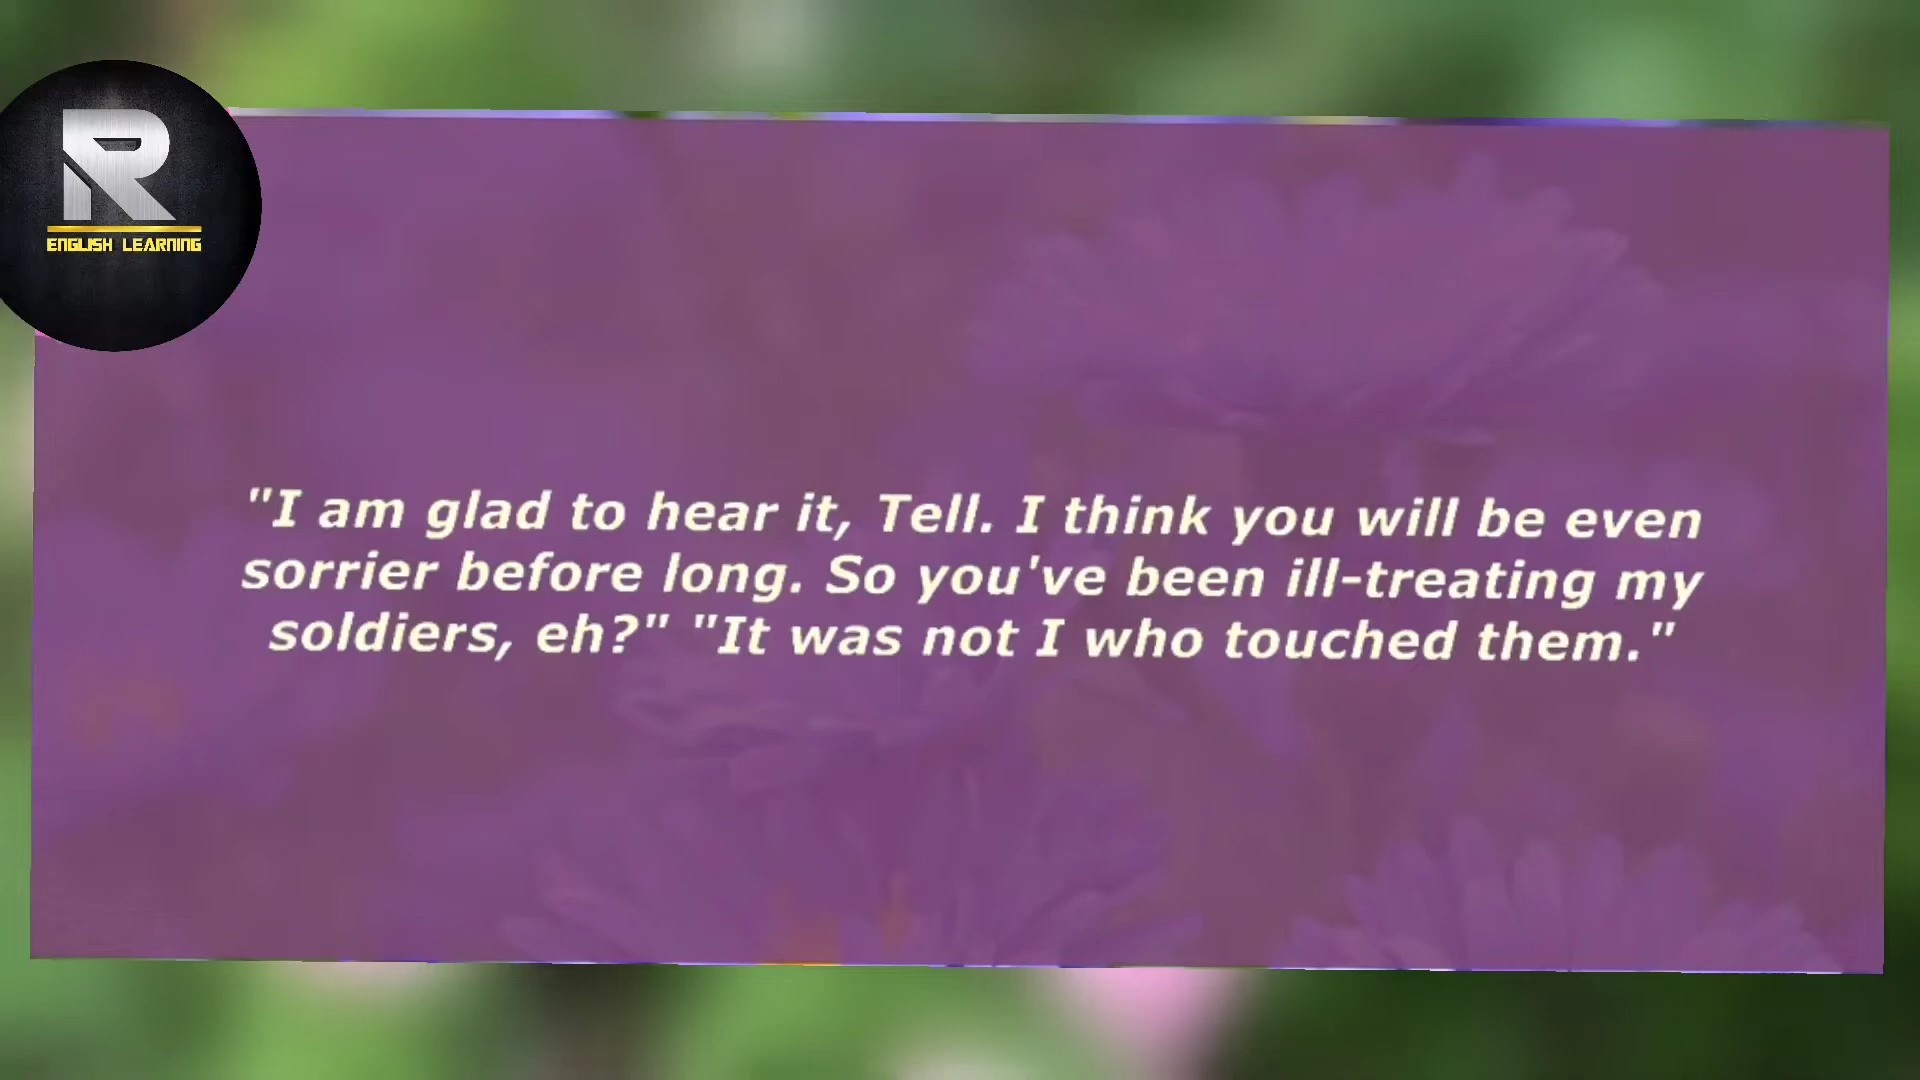 R
ENGLISH LEARNING
"I am glad to hear it, Tell. I think you will be even
sorrier before long. So you've been ill-treating my
soldiers, eh?" "It was not I who touched them."